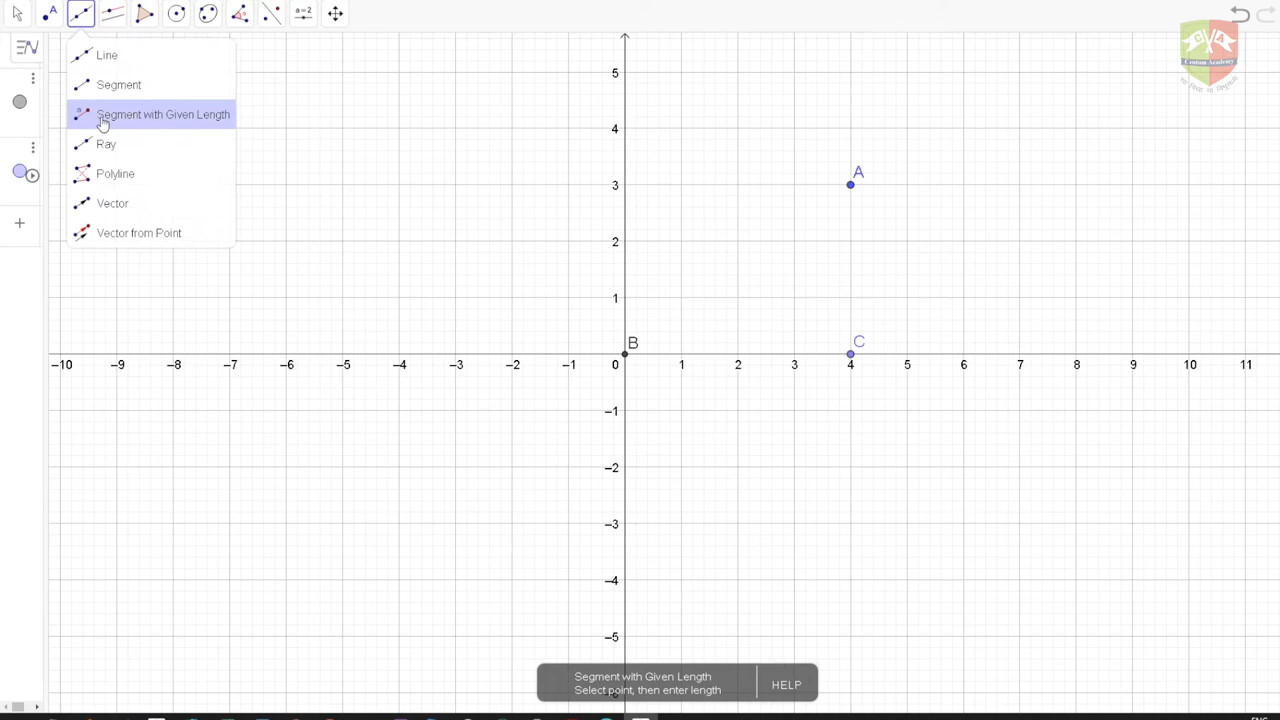 A
a=2
Line
Segment
Segment with Given Length
Ray
Polyline
Vector
Vector from Point
5
4
3
2
1
A
B
C
-10 -9 -8 -7 -6 -5 -4 -3 -2 -1 0 1 2 3 4 5 6 7 8 9 10 11
-1
-2
-3
-4
-5
Segment with Given Length
Select point, then enter length
HELP
C A
Centum Academy